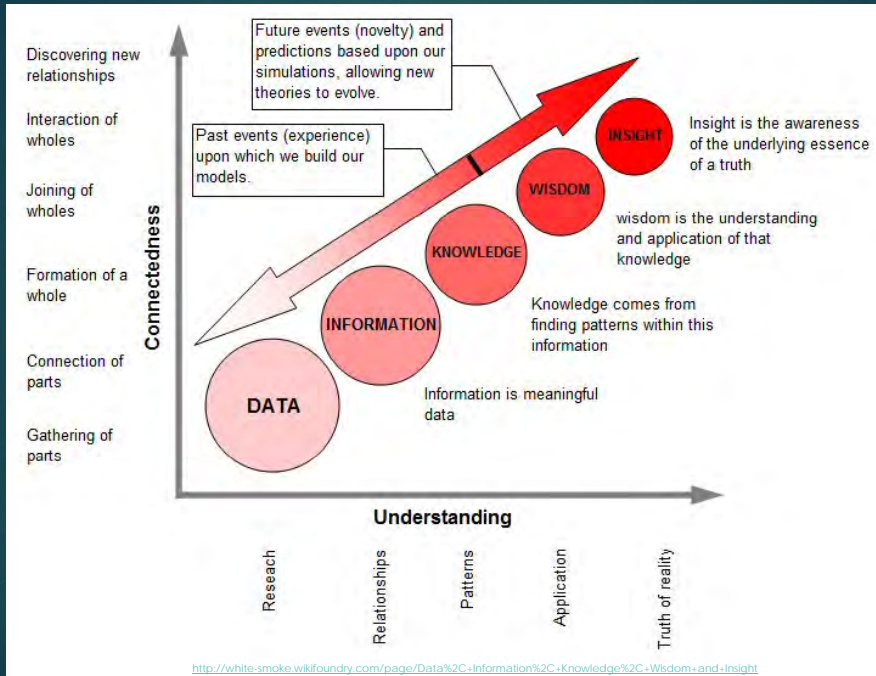 Discovering new
relationships
Interaction of
wholes
Joining of
wholes
Formation of a
whole
Connection of
parts
Gathering of
parts
Connectedness
Future events (novelty) and
predictions based upon our
simulations, allowing new
theories to evolve.
Past events (experience)
upon which we build our
models.
INSIGHT
Insight is the awareness
of the underlying essence
of a truth
WISDOM
wisdom is the understanding
and application of that
knowledge
KNOWLEDGE
Knowledge comes from
finding patterns within this
information
INFORMATION
Information is meaningful
data
DATA
Understanding
Reseach
Relationships
Patterns
Application
Truth of reality
http://white-smoke.wikifoundry.com/page/Data%2C+Information%2C+Knowledge%2C+Wisdom+and+Insight